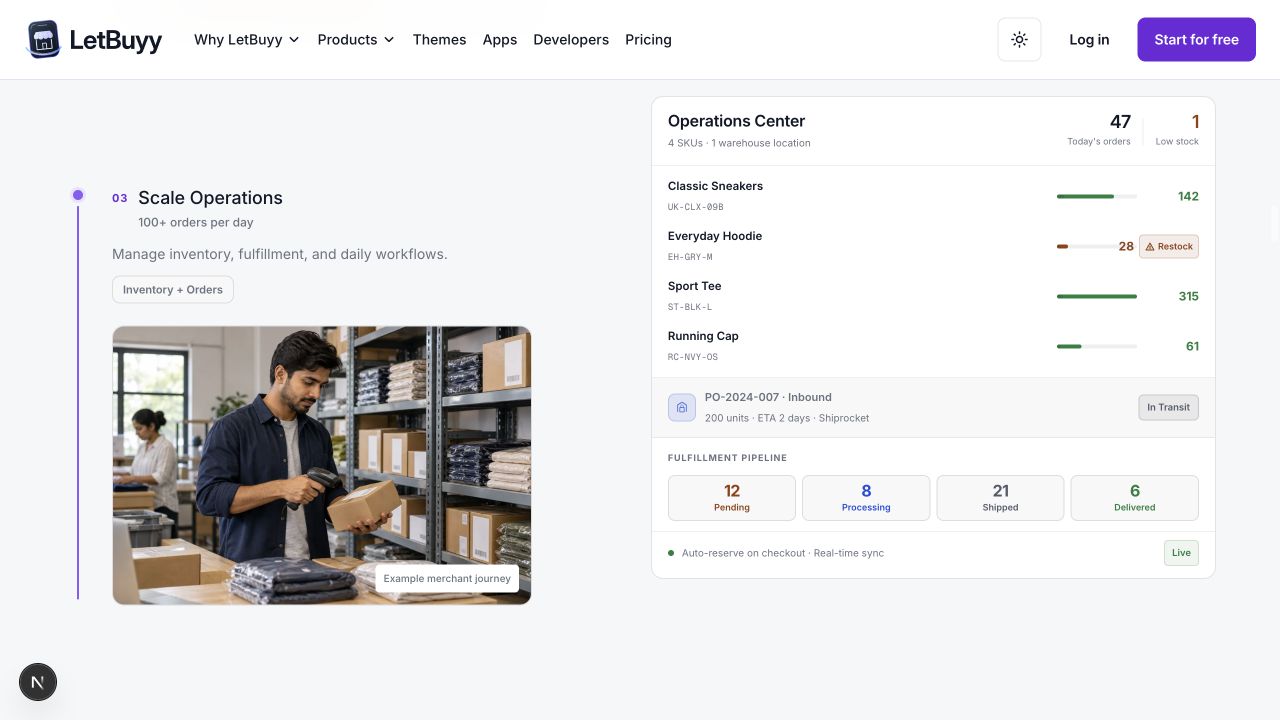 LetBuyy
Why LetBuyy
Products
Themes
Apps
Developers
Pricing
Log in
Start for free
03 Scale Operations
100+ orders per day
Manage inventory, fulfillment, and daily workflows.
Inventory + Orders
Example merchant journey
Operations Center
4 SKUs · 1 warehouse location
47
Today's orders
1
Low stock
Classic Sneakers
UK-CLX-09B
142
Everyday Hoodie
EH-GRY-M
28
Restock
Sport Tee
ST-BLK-L
315
Running Cap
RC-NVY-OS
61
PO-2024-007 · Inbound
200 units · ETA 2 days · Shiprocket
In Transit
FULFILLMENT PIPELINE
12
Pending
8
Processing
21
Shipped
6
Delivered
Auto-reserve on checkout · Real-time sync
Live
N